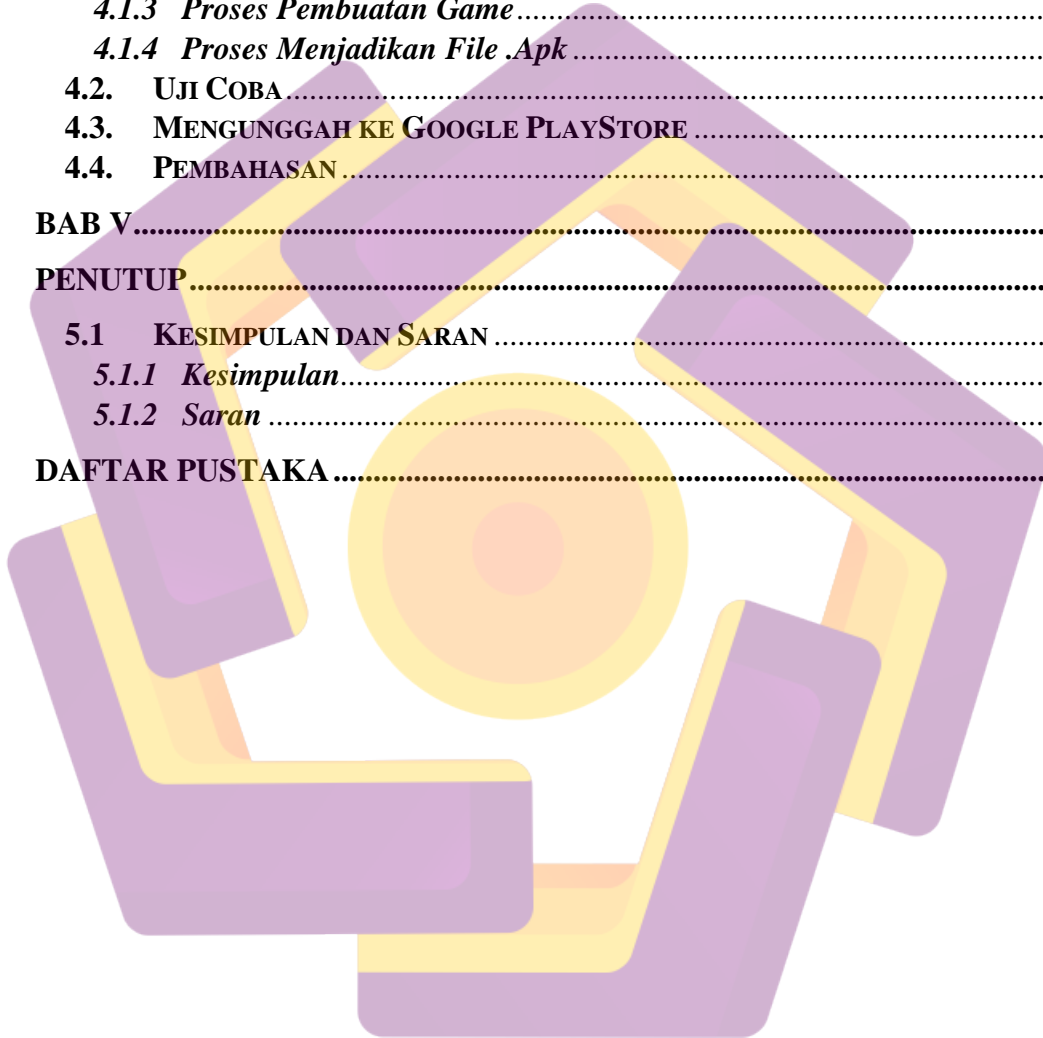 4.1.3 Proses Pembuatan Game
4.1.4 Proses Menjadikan File .Apk
4.2. Uji Coba
4.3. Mengunggah ke Google PlayStore
4.4. Pembahasan
BAB V
PENUTUP
5.1 Kesimpulan dan Saran
5.1.1 Kesimpulan
5.1.2 Saran
DAFTAR PUSTAKA